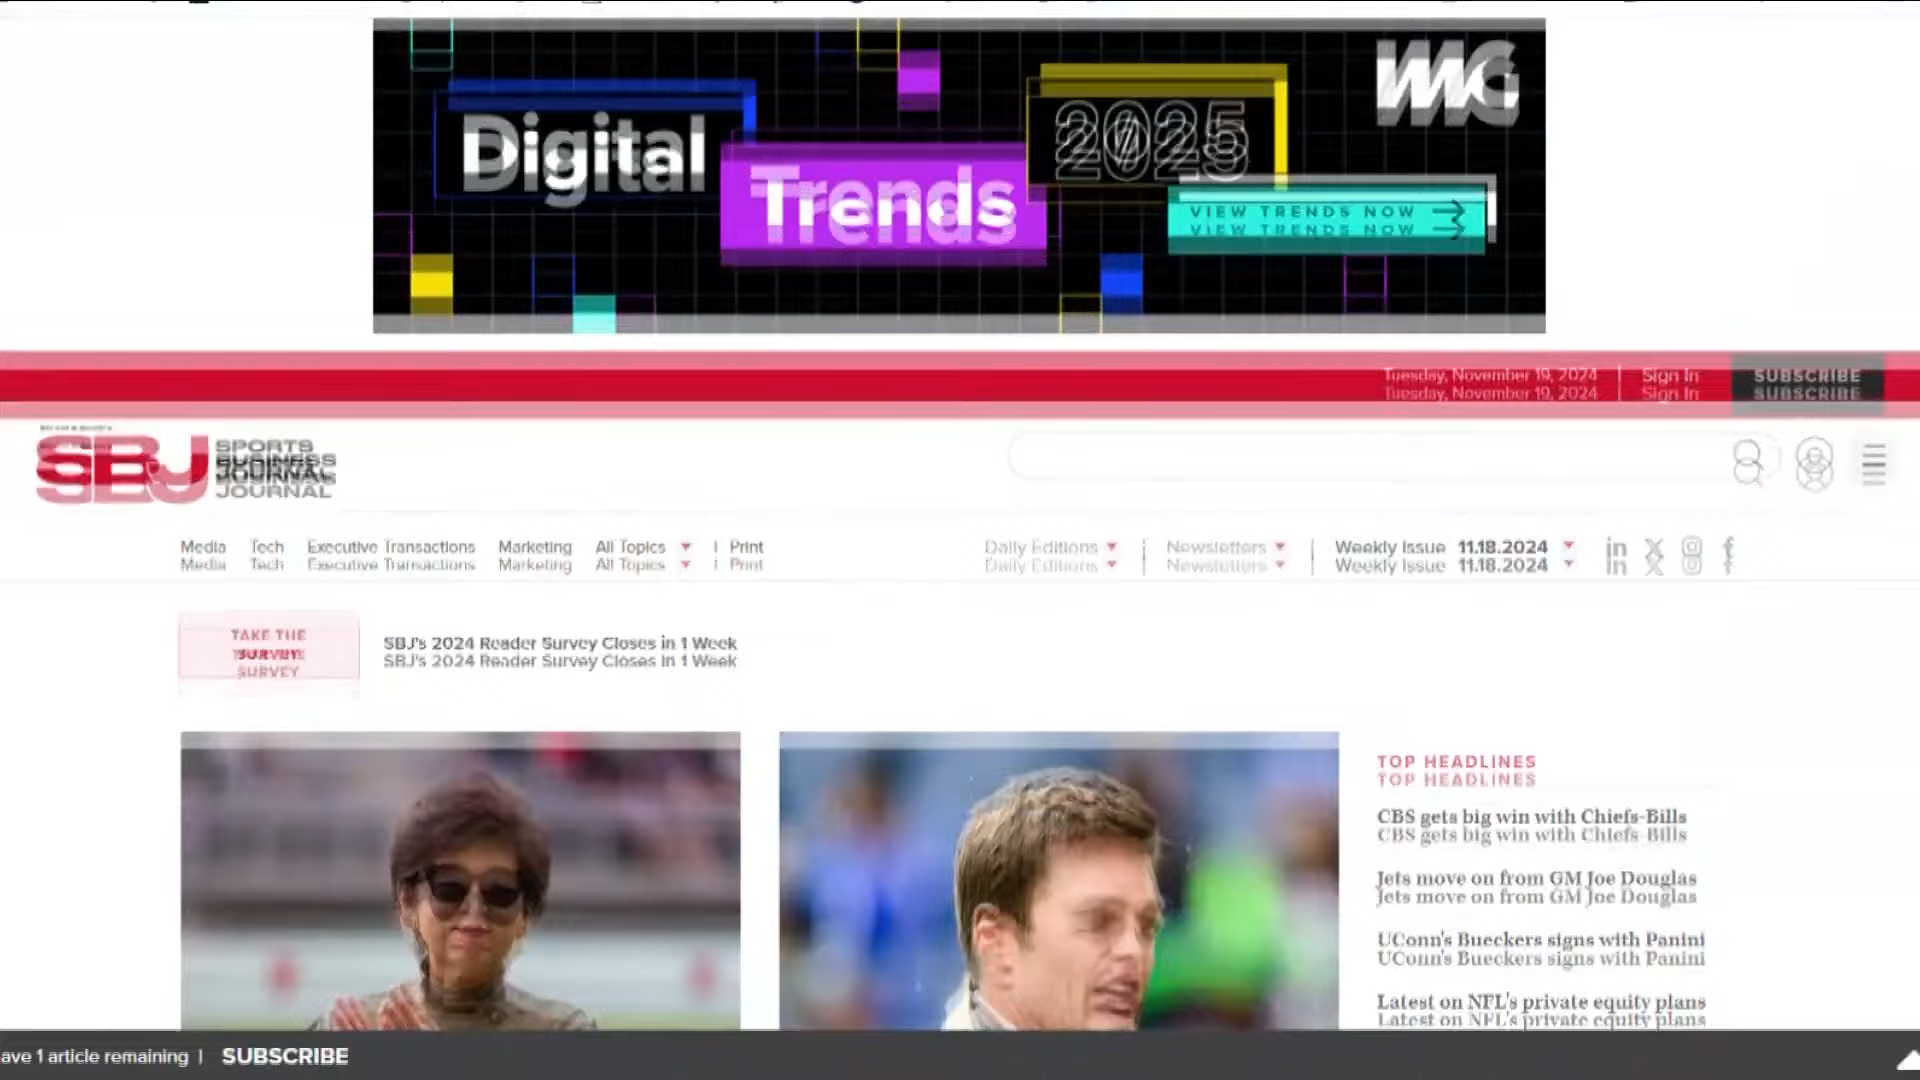 Digital
Trends
2025
WMG
VIEW TRENDS NOW
Tuesday, November 19, 2024
Sign In
SUBSCRIBE
SBJ
SPORTS
BUSINESS
JOURNAL
Media
Tech
Executive Transactions
Marketing
All Topics
Print
Daily Editions
Newsletters
Weekly Issue 11.18.2024
TAKE THE
SURVEY
SBJ's 2024 Reader Survey Closes in 1 Week
TOP HEADLINES
CBS gets big win with Chiefs-Bills
Jets move on from GM Joe Douglas
UConn's Bueckers signs with Panini
Latest on NFL's private equity plans
ave 1 article remaining | SUBSCRIBE